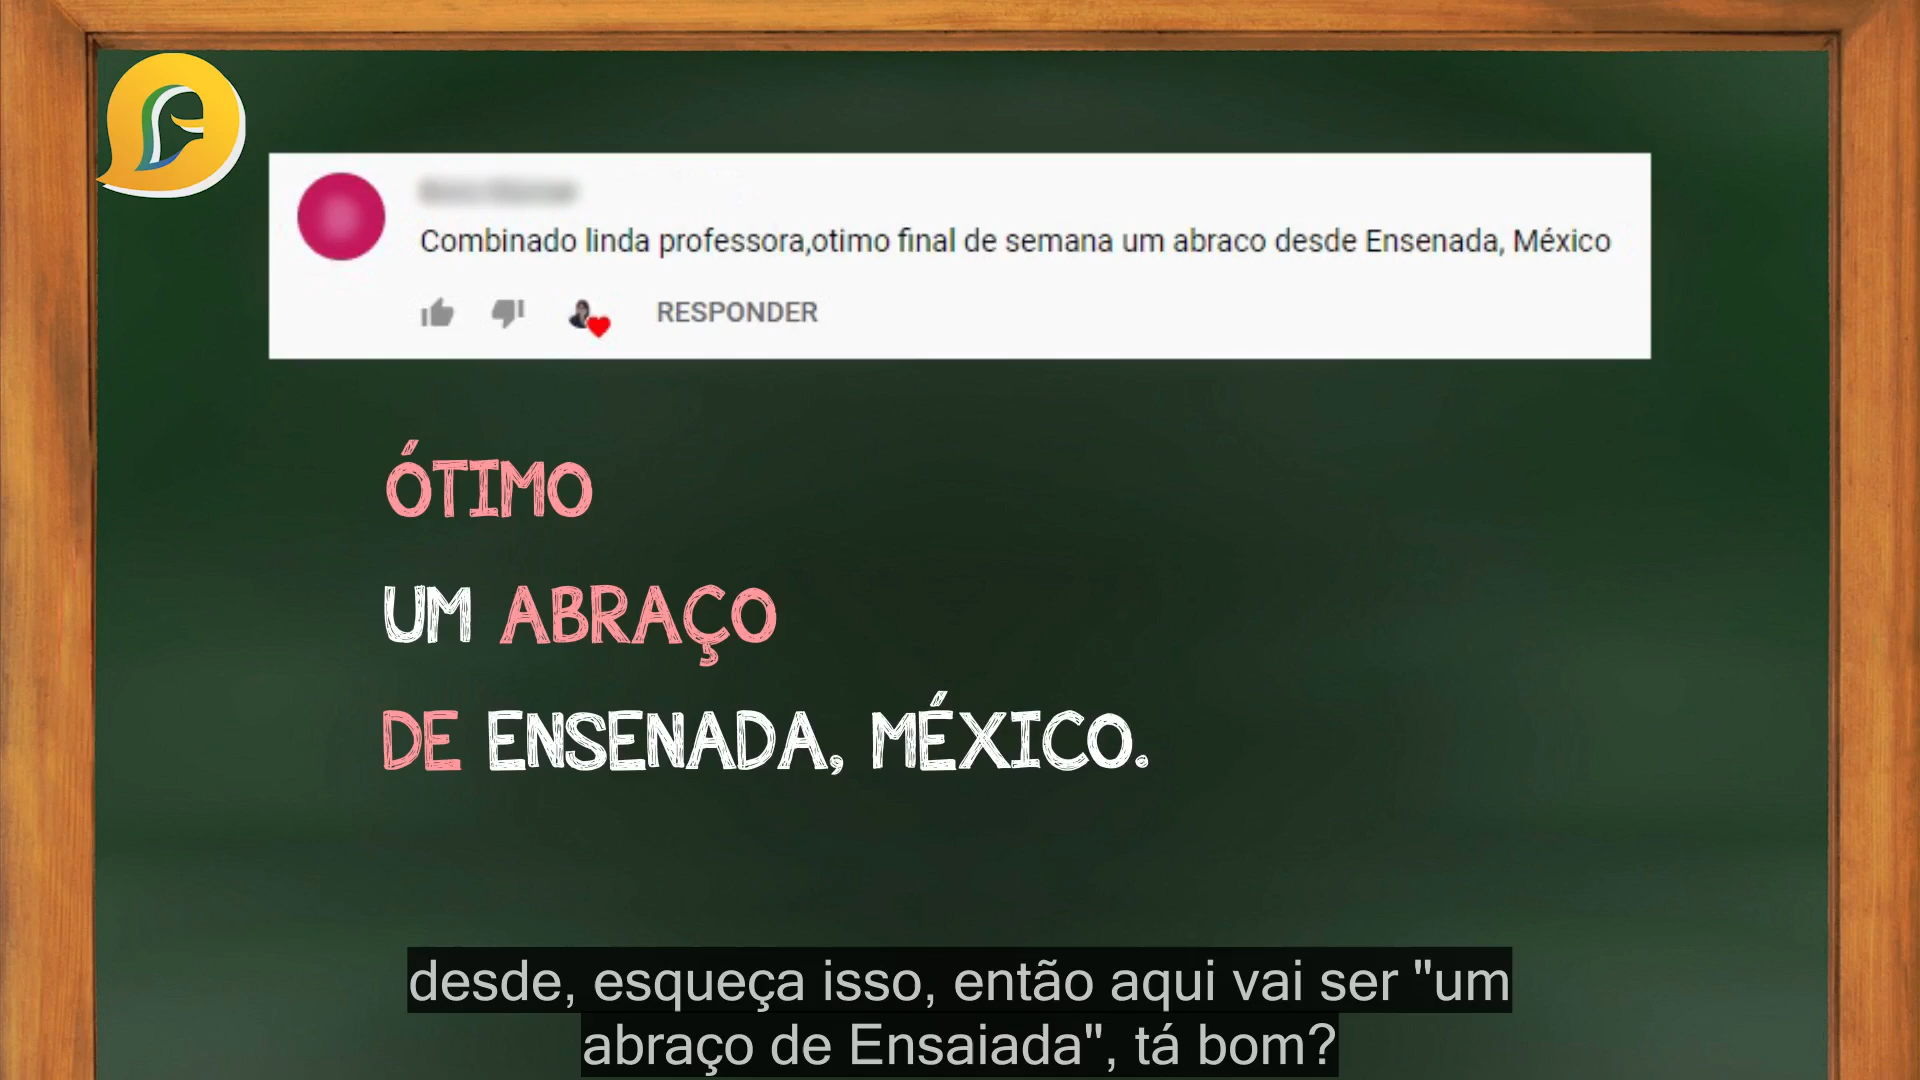 Combinado linda professora,otimo final de semana um abraco desde Ensenada, México
RESPONDER
ÓTIMO
UM ABRAÇO
DE ENSENADA, MÉXICO.
desde, esqueça isso, então aqui vai ser "um
abraço de Ensaiada", tá bom?